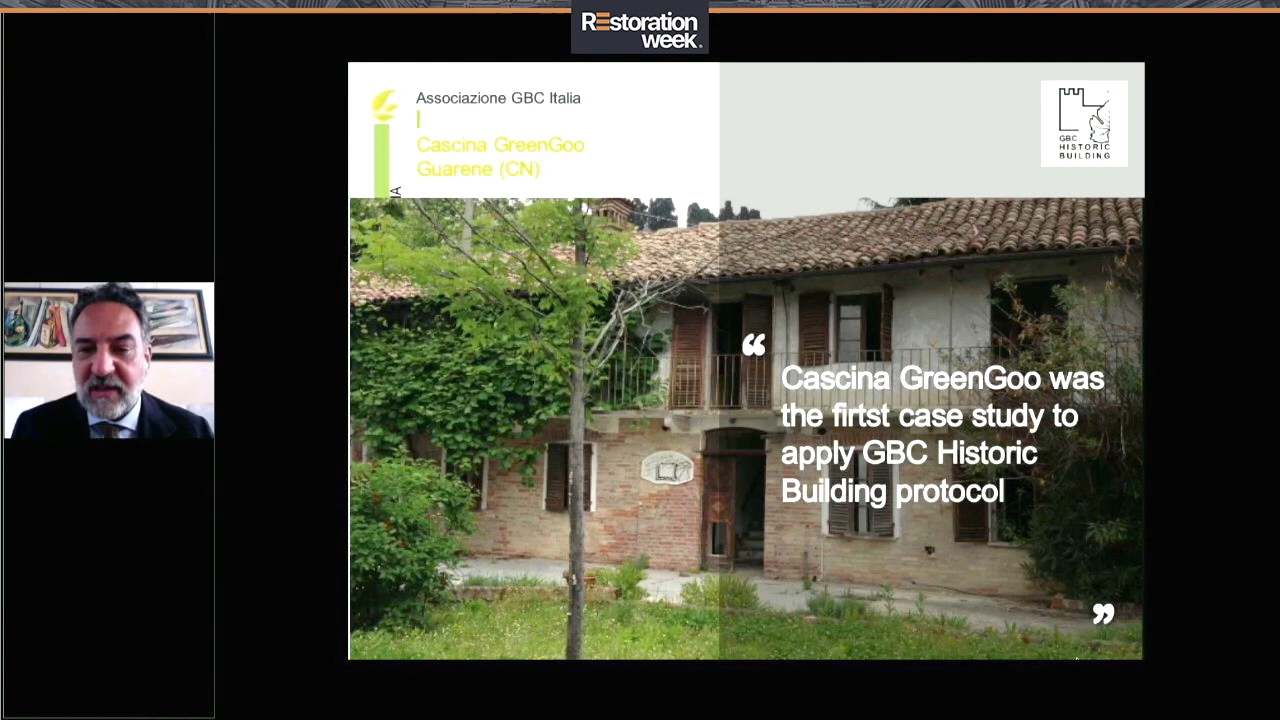 REstoration
week
Associazione GBC Italia
Cascina GreenGoo
Guarene (CN)
IA
GBC
HISTORIC
BUILDING
“
Cascina GreenGoo was
the firtst case study to
apply GBC Historic
Building protocol
”